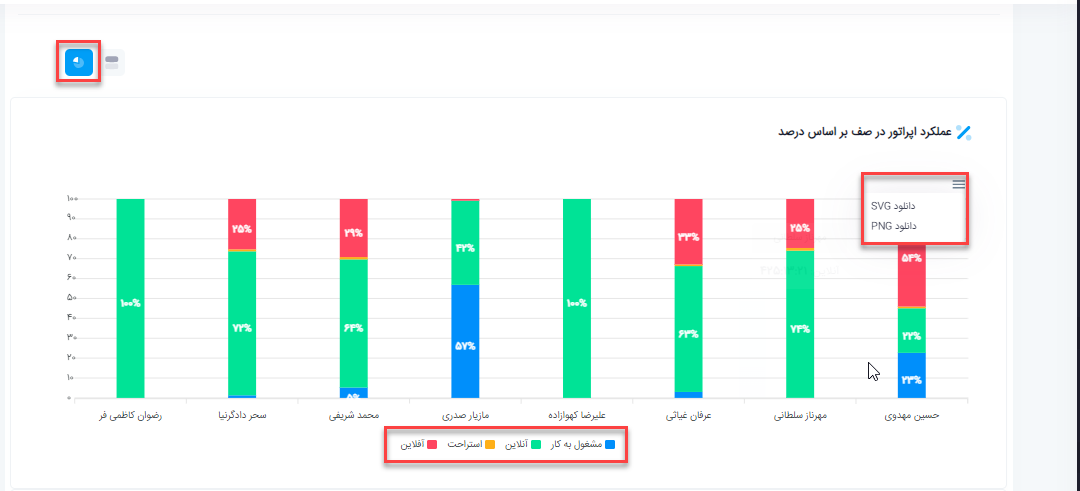 عملکرد اپراتور در صف بر اساس درصد
دانلود SVG
دانلود PNG
۱۰۰
۹۰
۸۰
۷۰
۶۰
۵۰
۴۰
۳۰
۲۰
۱۰
۰
۱۰۰%
۲۵%
۷۲%
۲۹%
۶۴%
۵%
۴۲%
۵۷%
۱۰۰%
۳۳%
۶۳%
۲۵%
۷۴%
۵۴%
۲۲%
۲۳%
رضوان کاظمی فر
سحر دادگرنیا
محمد شریفی
مازیار صدری
علیرضا کهوازاده
عرفان غیاثی
مهرناز سلطانی
حسین مهدوی
مشغول به کار
آنلاین
استراحت
آفلاین